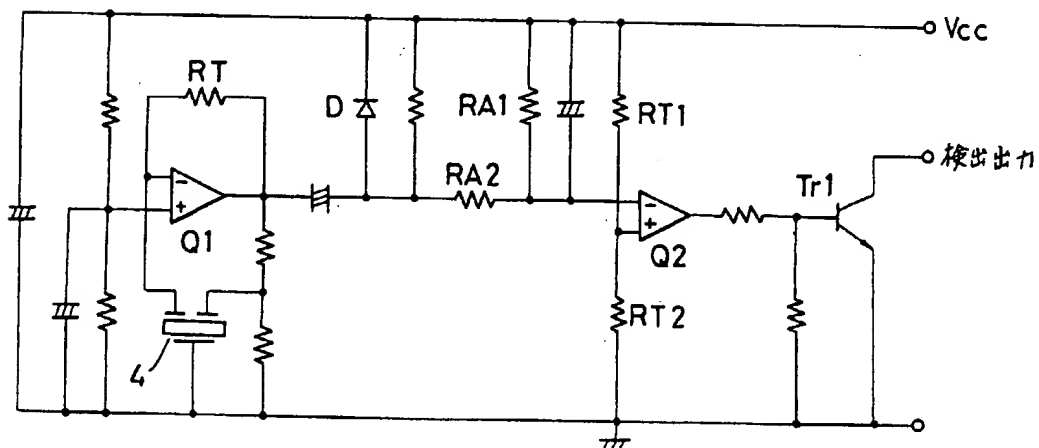 Vcc
RT
D
RA1
RT1
検出出力
RA2
Tr1
-
+
Q1
-
+
Q2
RT2
4